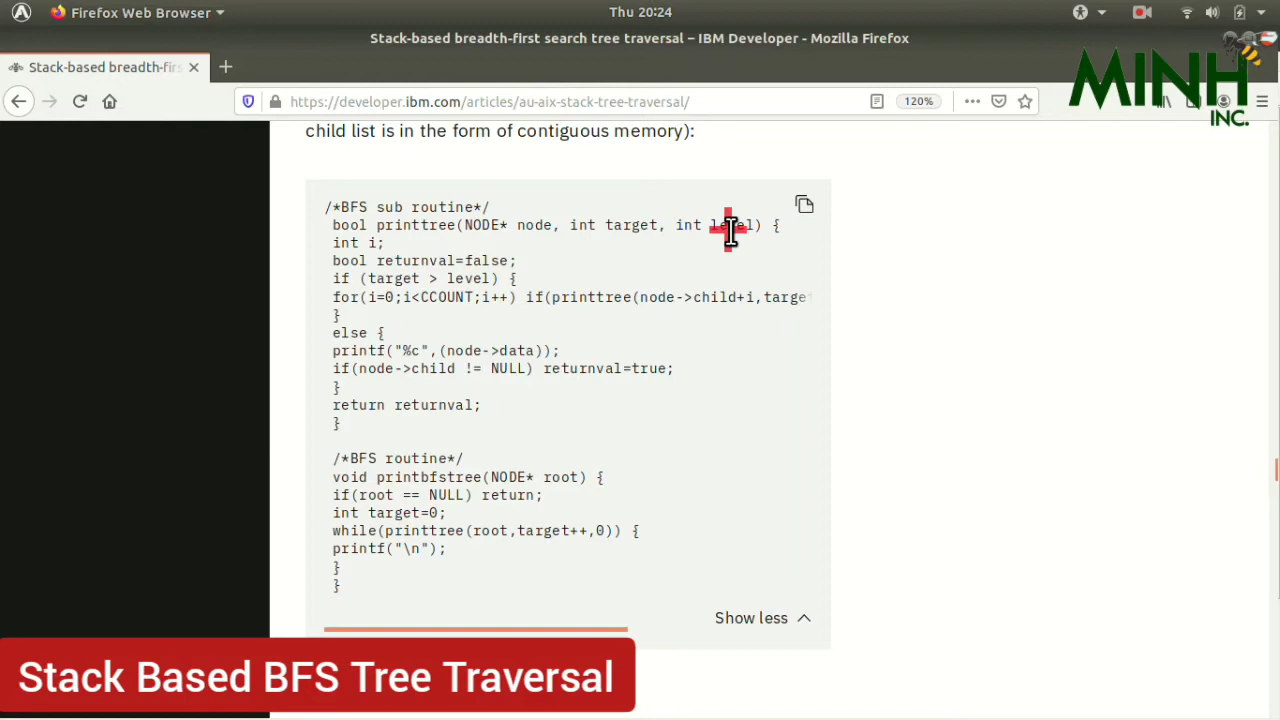 Firefox Web Browser
Thu 20:24
Stack-based breadth-first search tree traversal – IBM Developer - Mozilla Firefox
Stack-based breadth-firs
MINH
INC.
https://developer.ibm.com/articles/au-aix-stack-tree-traversal/
120%
child list is in the form of contiguous memory):
/*BFS sub routine*/
bool printtree(NODE* node, int target, int level) {
int i;
bool returnval=false;
if (target > level) {
for(i=0;i<CCOUNT;i++) if(printtree(node->child+i,target
}
else {
printf("%c",(node->data));
if(node->child != NULL) returnval=true;
}
return returnval;
}
/*BFS routine*/
void printbfstree(NODE* root) {
if(root == NULL) return;
int target=0;
while(printtree(root,target++,0)) {
printf("\n");
}
}
Show less
Stack Based BFS Tree Traversal